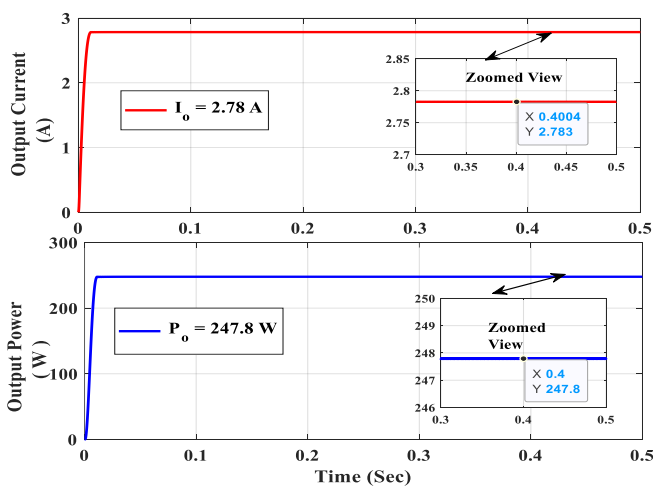 3
2
1
0
Output Current
(A)
I_o = 2.78 A
2.85
2.8
2.75
2.7
Zoomed View
X 0.4004
Y 2.783
0.3 0.35 0.4 0.45 0.5
0 0.1 0.2 0.3 0.4 0.5
300
200
100
0
Output Power
( W )
P_o = 247.8 W
250
249
248
247
246
Zoomed
View
X 0.4
Y 247.8
0.3 0.4 0.5
0 0.1 0.2 0.3 0.4 0.5
Time (Sec)